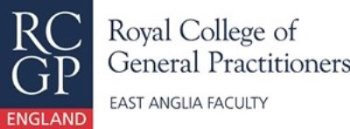 RC
GP
ENGLAND
Royal College of
General Practitioners
EAST ANGLIA FACULTY